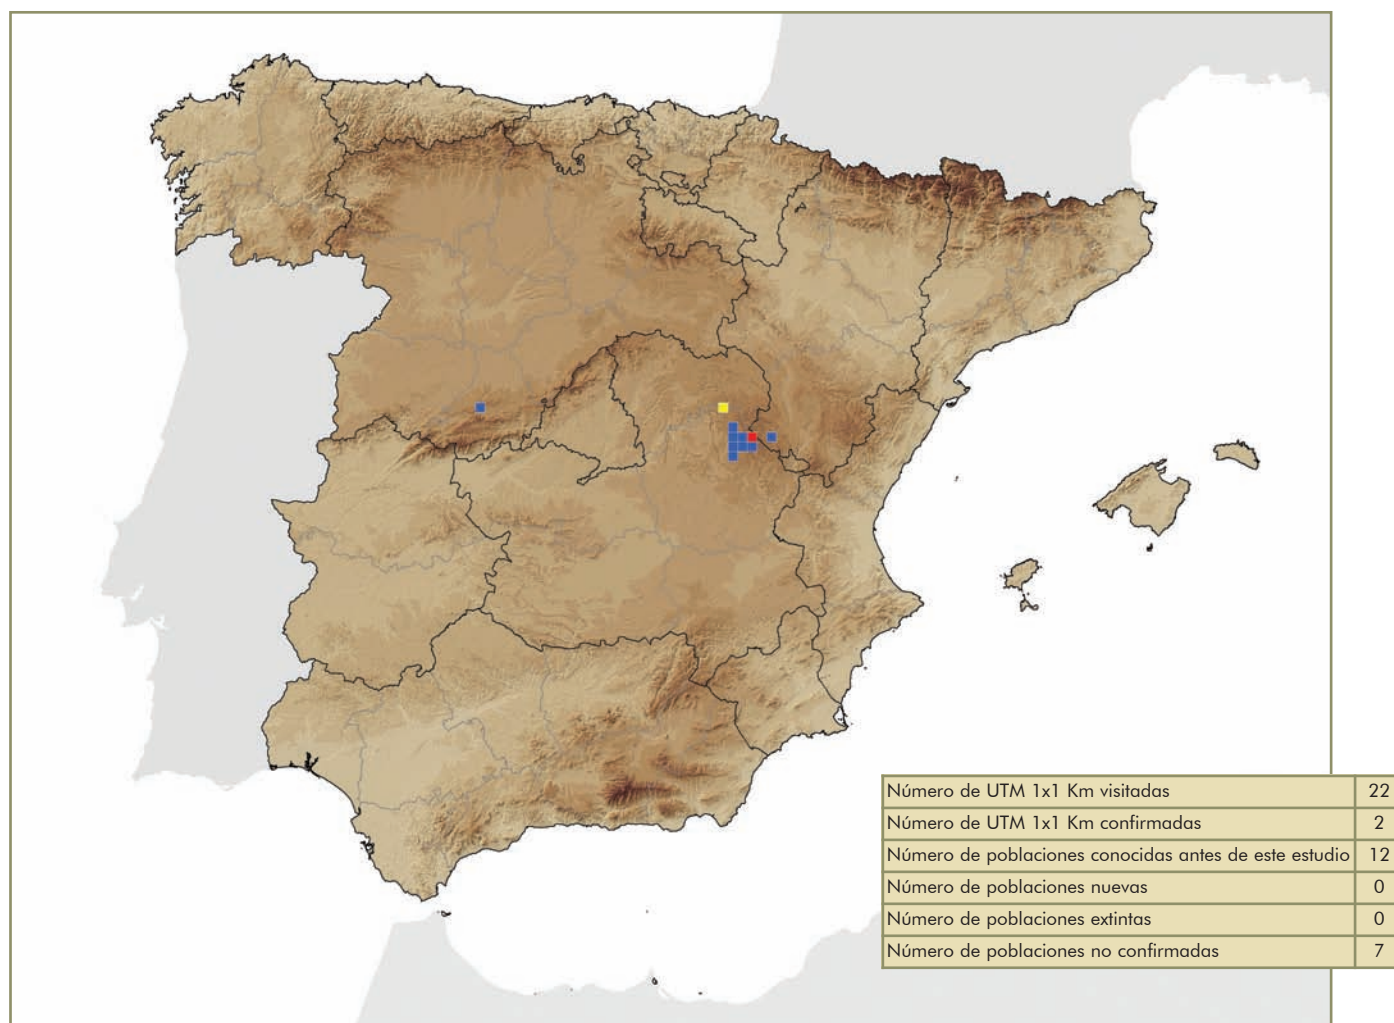 Número de UTM 1x1 Km visitadas 22
Número de UTM 1x1 Km confirmadas 2
Número de poblaciones conocidas antes de este estudio 12
Número de poblaciones nuevas 0
Número de poblaciones extintas 0
Número de poblaciones no confirmadas 7